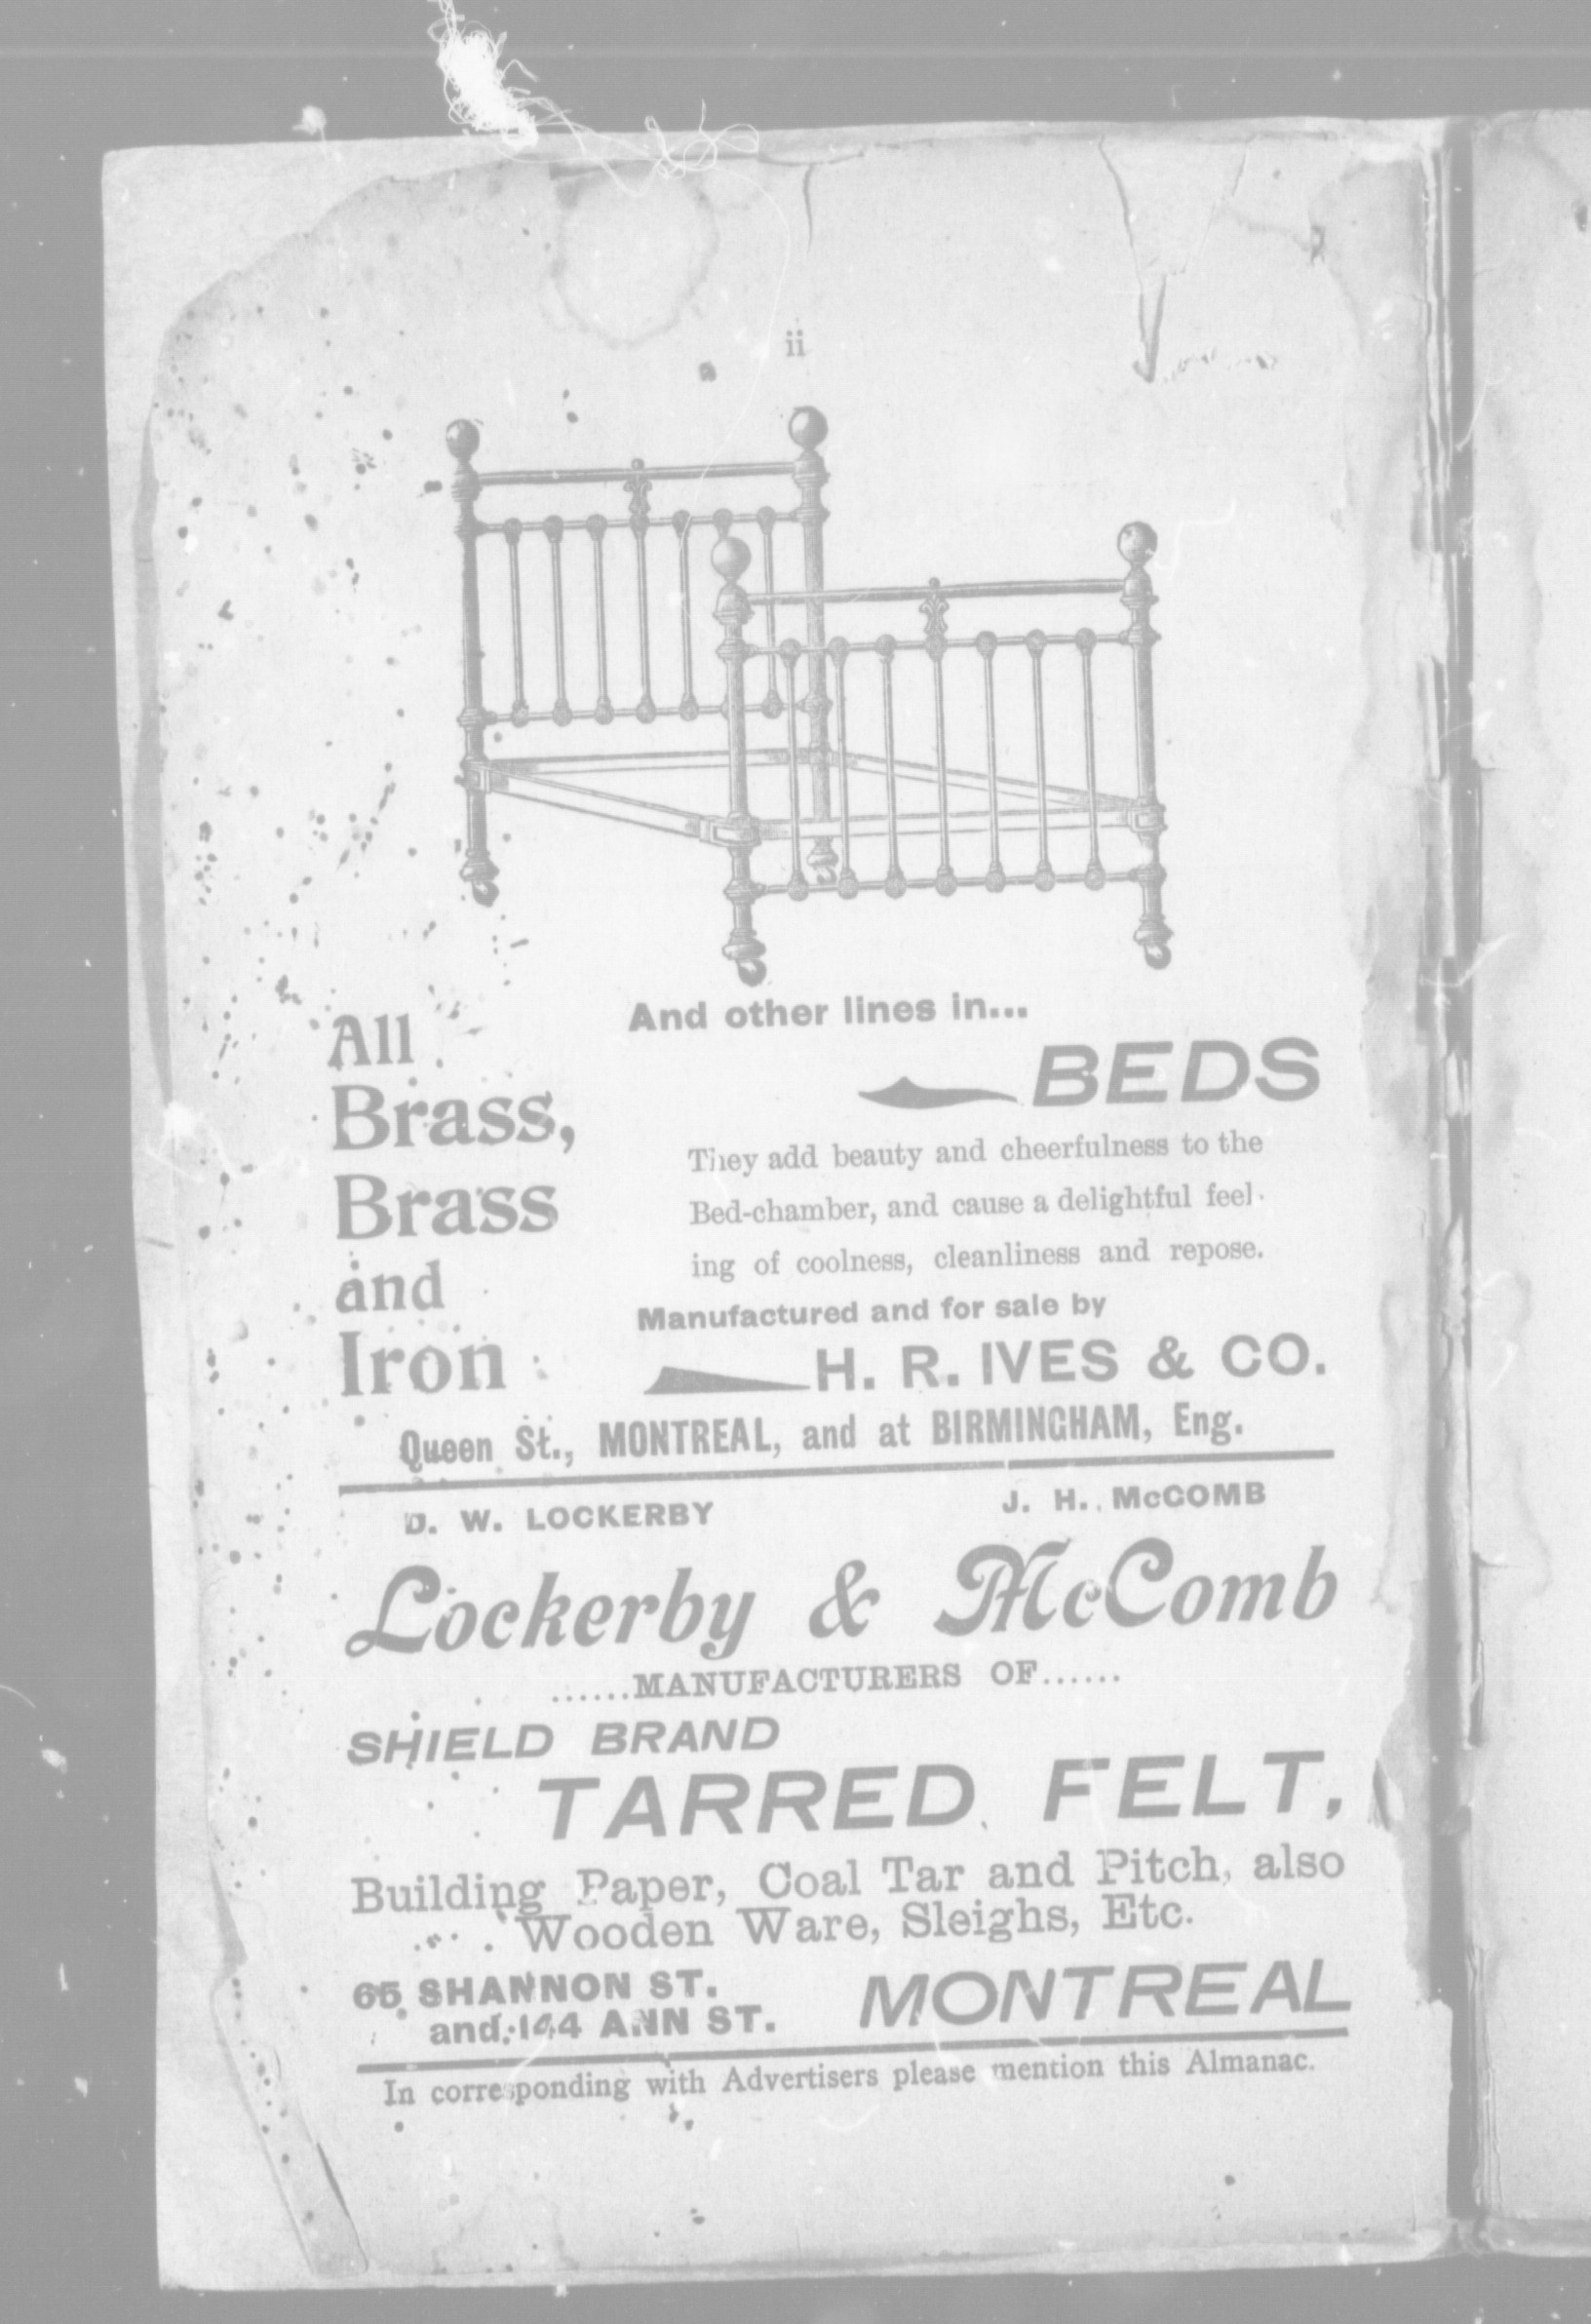 ii
All
Brass,
Brass
and
Iron
And other lines in...
BEDS
They add beauty and cheerfulness to the
Bed-chamber, and cause a delightful feel-
ing of coolness, cleanliness and repose.
Manufactured and for sale by
H. R. IVES & CO.
Queen St., MONTREAL, and at BIRMINGHAM, Eng.
D. W. LOCKERBY J. H. McCOMB
Lockerby & McComb
......MANUFACTURERS OF......
SHIELD BRAND
TARRED FELT,
Building Paper, Coal Tar and Pitch, also
Wooden Ware, Sleighs, Etc.
65 SHANNON ST.
and 144 ANN ST. MONTREAL
In corresponding with Advertisers please mention this Almanac.